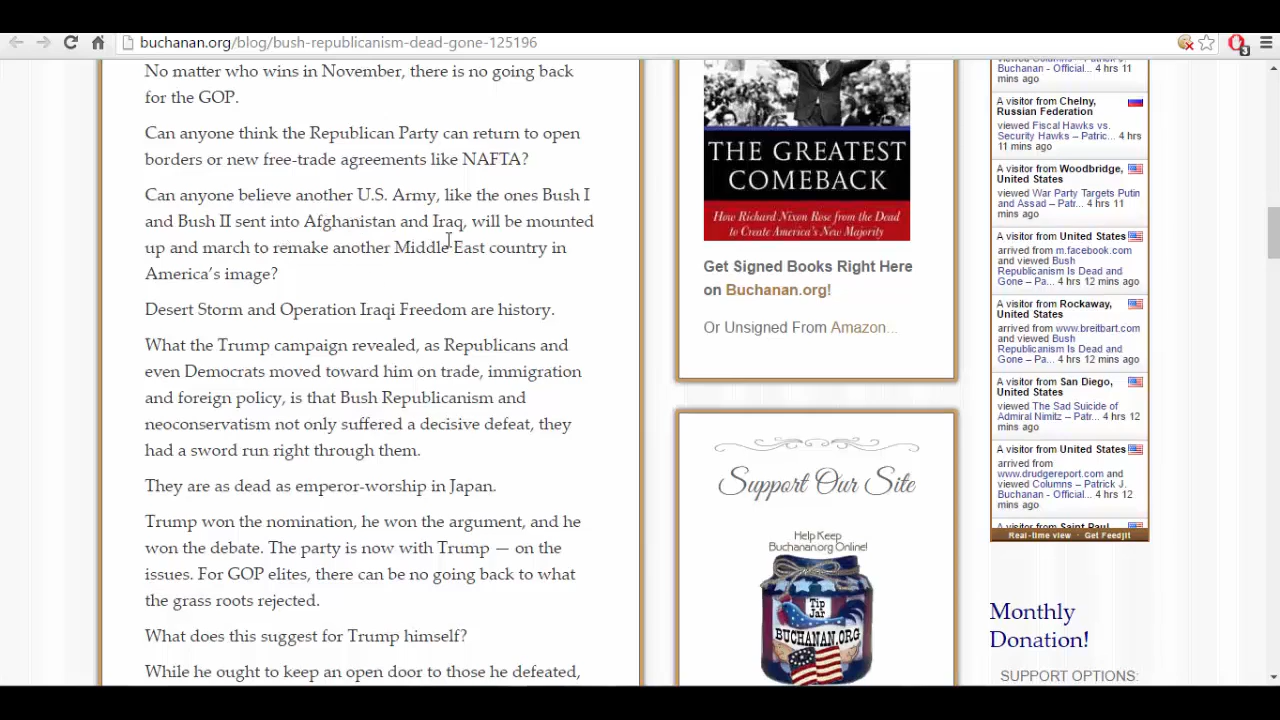 buchanan.org/blog/bush-republicanism-dead-gone-125196
3
No matter who wins in November, there is no going back
for the GOP.
Can anyone think the Republican Party can return to open
borders or new free-trade agreements like NAFTA?
Can anyone believe another U.S. Army, like the ones Bush I
and Bush II sent into Afghanistan and Iraq, will be mounted
up and march to remake another Middle East country in
America's image?
Desert Storm and Operation Iraqi Freedom are history.
What the Trump campaign revealed, as Republicans and
even Democrats moved toward him on trade, immigration
and foreign policy, is that Bush Republicanism and
neoconservatism not only suffered a decisive defeat, they
had a sword run right through them.
They are as dead as emperor-worship in Japan.
Trump won the nomination, he won the argument, and he
won the debate. The party is now with Trump — on the
issues. For GOP elites, there can be no going back to what
the grass roots rejected.
What does this suggest for Trump himself?
While he ought to keep an open door to those he defeated,
THE GREATEST
COMEBACK
How Richard Nixon Rose from the Dead
to Create America's New Majority
Get Signed Books Right Here
on Buchanan.org!
Or Unsigned From Amazon...
Support Our Site
Help Keep
Buchanan.org Online!
Tip
Jar
BUCHANAN.ORG
viewed Columns – Patrick J.
Buchanan - Official... 4 hrs 11
mins ago
A visitor from Chelny,
Russian Federation
viewed Fiscal Hawks vs.
Security Hawks – Patric... 4 hrs
11 mins ago
A visitor from Woodbridge,
United States
viewed War Party Targets Putin
and Assad – Patr... 4 hrs 11
mins ago
A visitor from United States
arrived from m.facebook.com
and viewed Bush
Republicanism Is Dead and
Gone – Pa... 4 hrs 12 mins ago
A visitor from Rockaway,
United States
arrived from www.breitbart.com
and viewed Bush
Republicanism Is Dead and
Gone – Pa... 4 hrs 12 mins ago
A visitor from San Diego,
United States
viewed The Sad Suicide of
Admiral Nimitz – Patr... 4 hrs 12
mins ago
A visitor from United States
arrived from
www.drudgereport.com and
viewed Columns – Patrick J.
Buchanan - Official... 4 hrs 12
mins ago
A visitor from Saint Paul,
Real-time view · Get Feedjit
Monthly
Donation!
SUPPORT OPTIONS: